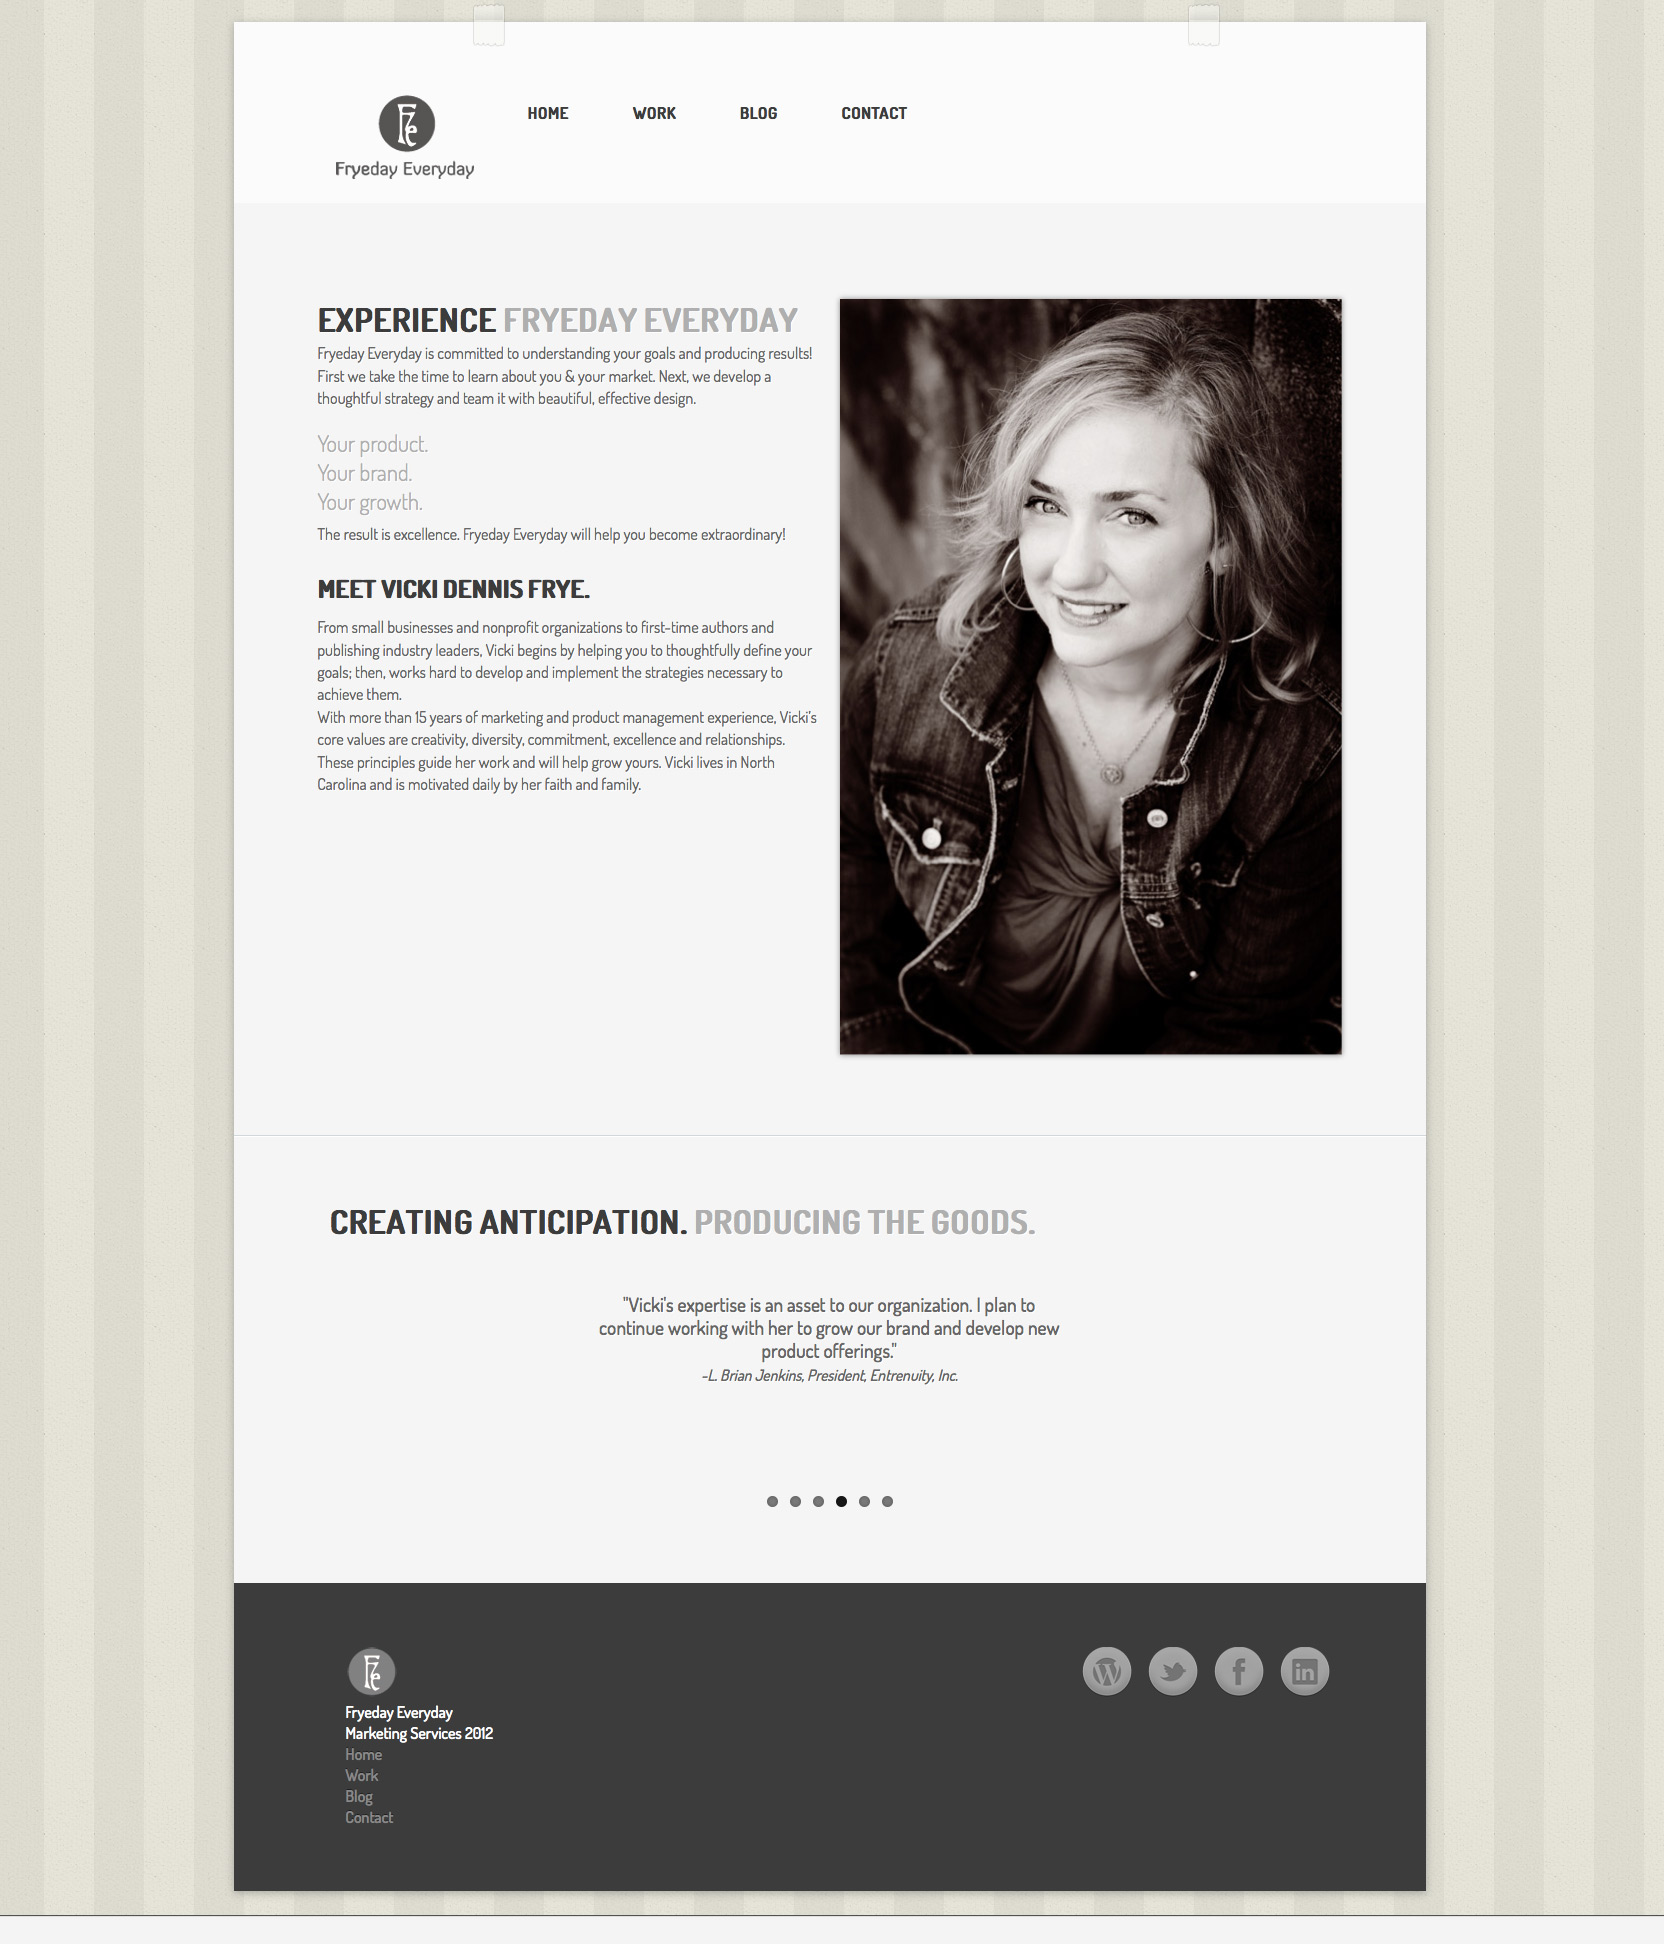 Fe
Fryeday Everyday
HOME WORK BLOG CONTACT
EXPERIENCE FRYEDAY EVERYDAY
Fryeday Everyday is committed to understanding your goals and producing results!
First we take the time to learn about you & your market. Next, we develop a
thoughtful strategy and team it with beautiful, effective design.
Your product.
Your brand.
Your growth.
The result is excellence. Fryeday Everyday will help you become extraordinary!
MEET VICKI DENNIS FRYE.
From small businesses and nonprofit organizations to first-time authors and
publishing industry leaders, Vicki begins by helping you to thoughtfully define your
goals; then, works hard to develop and implement the strategies necessary to
achieve them.
With more than 15 years of marketing and product management experience, Vicki's
core values are creativity, diversity, commitment, excellence and relationships.
These principles guide her work and will help grow yours. Vicki lives in North
Carolina and is motivated daily by her faith and family.
CREATING ANTICIPATION. PRODUCING THE GOODS.
"Vicki's expertise is an asset to our organization. I plan to
continue working with her to grow our brand and develop new
product offerings."
-L. Brian Jenkins, President, Entrenuity, Inc.
Fe
Fryeday Everyday
Marketing Services 2012
Home
Work
Blog
Contact